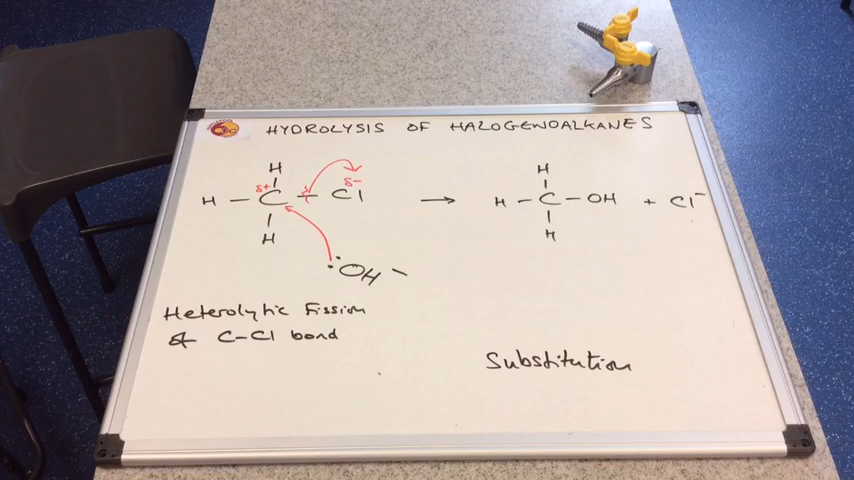 HYDROLYSIS OF HALOGENOALKANES
H H
δ+ δ-
H - C - Cl → H - C - OH + Cl⁻
H H
:OH⁻
Heterolytic Fission
of C-Cl bond
Substitution